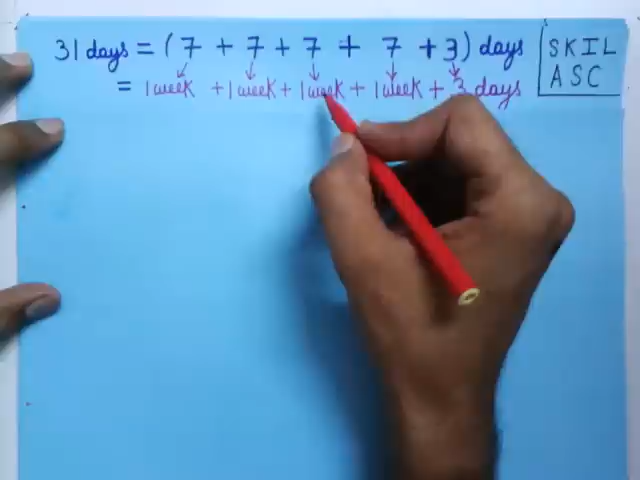 31 days = (7 + 7 + 7 + 7 + 3) days
= 1 week + 1 week + 1 week + 1 week + 3 days
SKIL
ASC